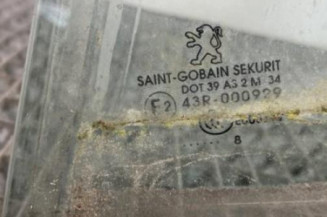 SAINT-GOBAIN SEKURIT
DOT 39 AS 2 M 34
E2 43R-000929
8